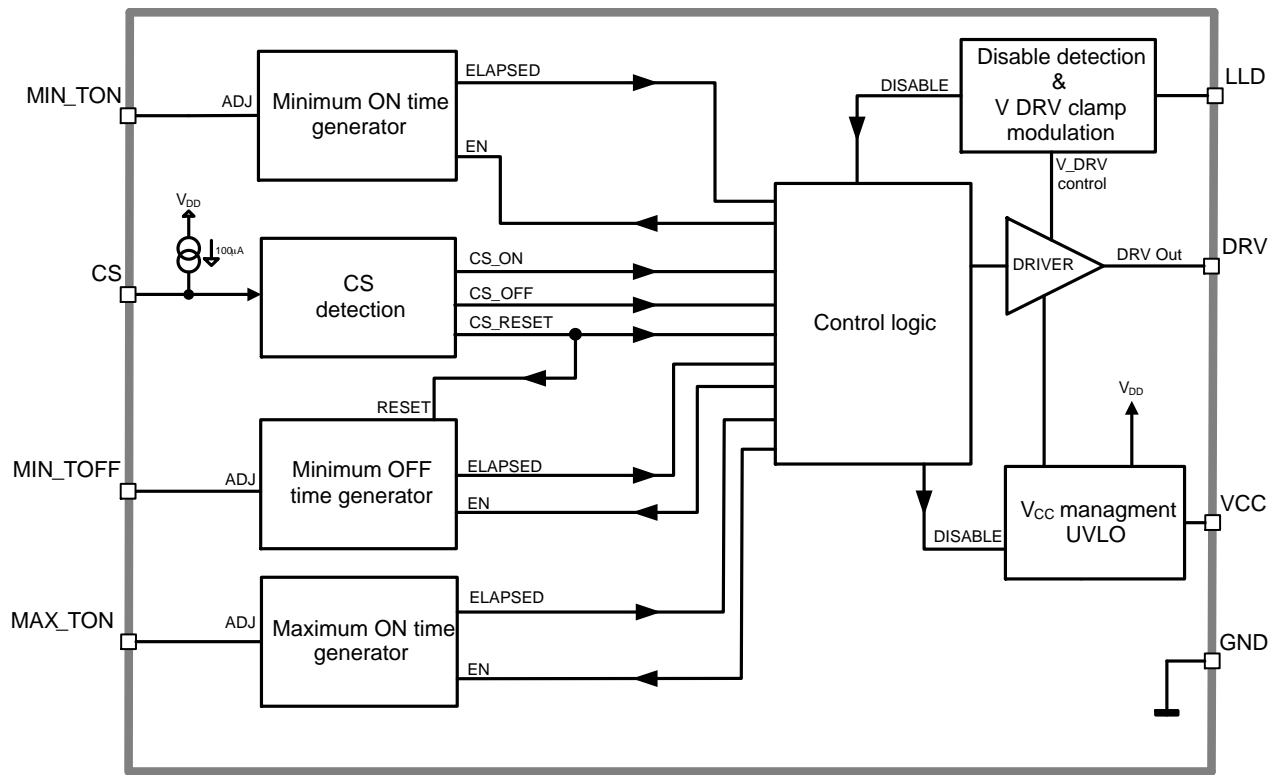 MIN_TON
ADJ
Minimum ON time
generator
ELAPSED
EN
DISABLE
Disable detection
&
V DRV clamp
modulation
LLD
V_DRV
control
VDD
100µA
CS
CS
detection
CS_ON
CS_OFF
CS_RESET
Control logic
DRIVER
DRV Out
DRV
RESET
MIN_TOFF
ADJ
Minimum OFF
time generator
ELAPSED
EN
VDD
DISABLE
VCC managment
UVLO
VCC
MAX_TON
ADJ
Maximum ON time
generator
ELAPSED
EN
GND